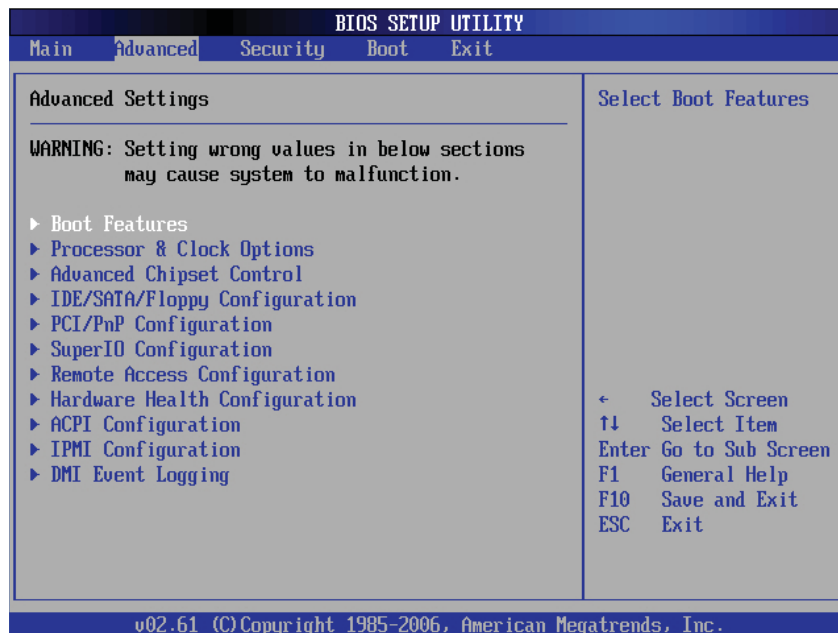 BIOS SETUP UTILITY
Main Advanced Security Boot Exit
Advanced Settings
WARNING: Setting wrong values in below sections
may cause system to malfunction.
▶ Boot Features
▶ Processor & Clock Options
▶ Advanced Chipset Control
▶ IDE/SATA/Floppy Configuration
▶ PCI/PnP Configuration
▶ SuperIO Configuration
▶ Remote Access Configuration
▶ Hardware Health Configuration
▶ ACPI Configuration
▶ IPMI Configuration
▶ DMI Event Logging
Select Boot Features
← Select Screen
↑↓ Select Item
Enter Go to Sub Screen
F1 General Help
F10 Save and Exit
ESC Exit
v02.61 (C)Copyright 1985-2006, American Megatrends, Inc.